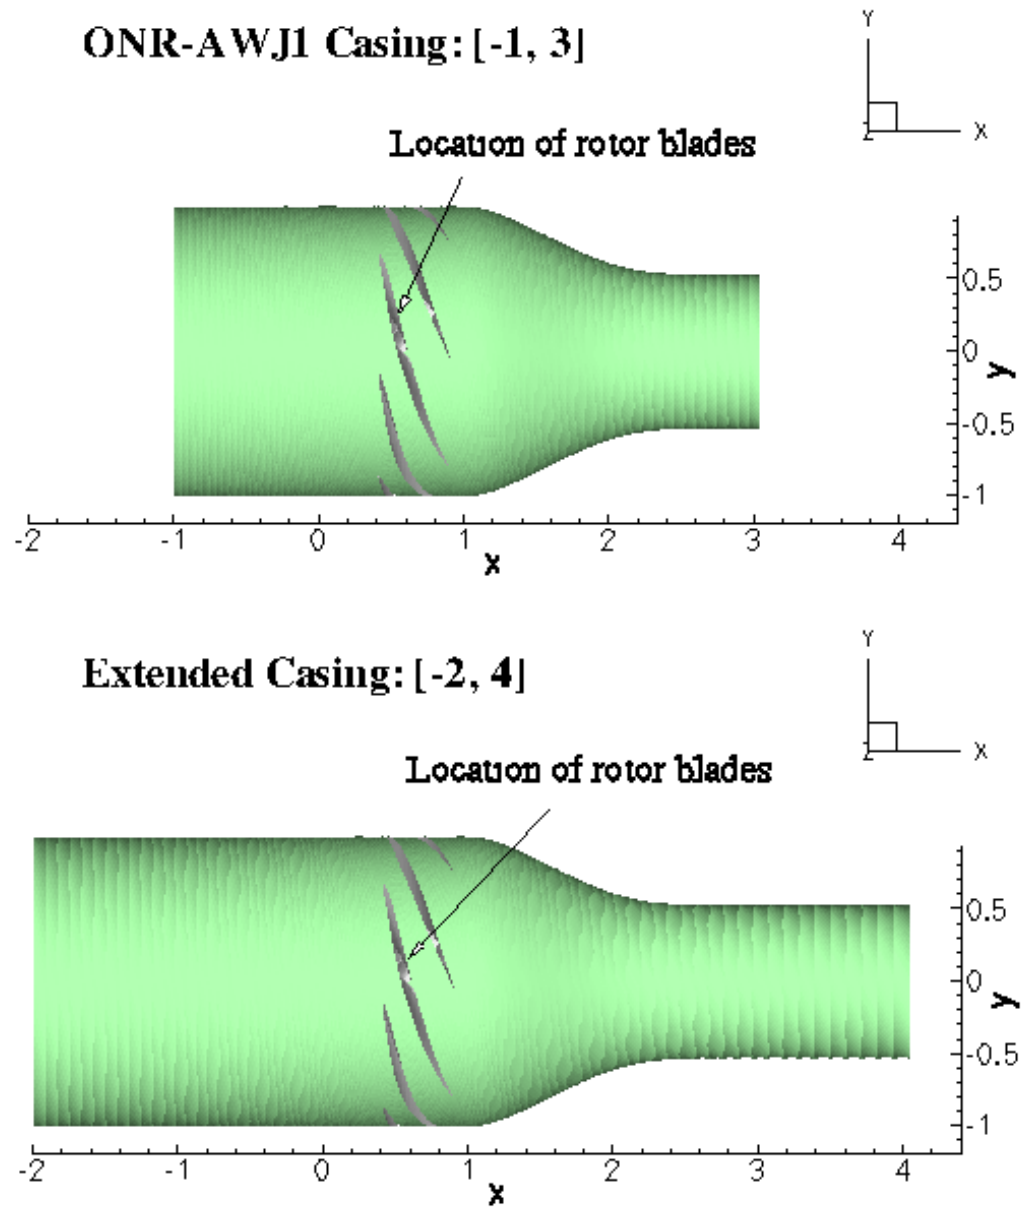 ONR-AWJ1 Casing: [-1, 3]
Y
X
Z
Location of rotor blades
0.5
0
y
-0.5
-1
-2 -1 0 1 2 3 4
x
Extended Casing: [-2, 4]
Y
X
Z
Location of rotor blades
0.5
0
y
-0.5
-1
-2 -1 0 1 2 3 4
x